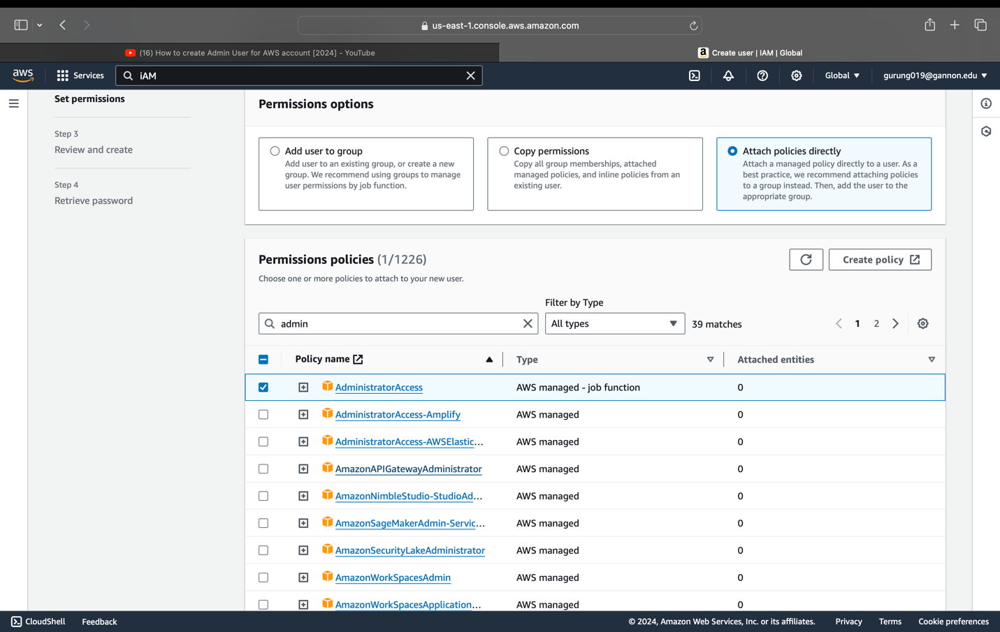 us-east-1.console.aws.amazon.com
(16) How to create Admin User for AWS account [2024] - YouTube
a Create user | IAM | Global
aws
Services
iAM
Global
gurung019@gannon.edu
Set permissions
Step 3
Review and create
Step 4
Retrieve password
Permissions options
Add user to group
Add user to an existing group, or create a new
group. We recommend using groups to manage
user permissions by job function.
Copy permissions
Copy all group memberships, attached
managed policies, and inline policies from an
existing user.
Attach policies directly
Attach a managed policy directly to a user. As a
best practice, we recommend attaching policies
to a group instead. Then, add the user to the
appropriate group.
Permissions policies (1/1226)
Choose one or more policies to attach to your new user.
Create policy
Filter by Type
admin
All types
39 matches
1 2
Policy name Type Attached entities
AdministratorAccess AWS managed - job function 0
AdministratorAccess-Amplify AWS managed 0
AdministratorAccess-AWSElastic... AWS managed 0
AmazonAPIGatewayAdministrator AWS managed 0
AmazonNimbleStudio-StudioAd... AWS managed 0
AmazonSageMakerAdmin-Servic... AWS managed 0
AmazonSecurityLakeAdministrator AWS managed 0
AmazonWorkSpacesAdmin AWS managed 0
AmazonWorkSpacesApplication... AWS managed 0
CloudShell Feedback © 2024, Amazon Web Services, Inc. or its affiliates. Privacy Terms Cookie preferences